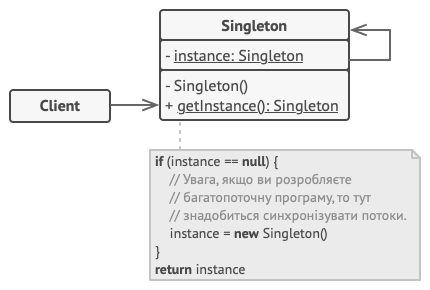 Singleton
- instance: Singleton
- Singleton()
+ getInstance(): Singleton
Client
if (instance == null) {
// Увага, якщо ви розробляєте
// багатопоточну програму, то тут
// знадобиться синхронізувати потоки.
instance = new Singleton()
}
return instance